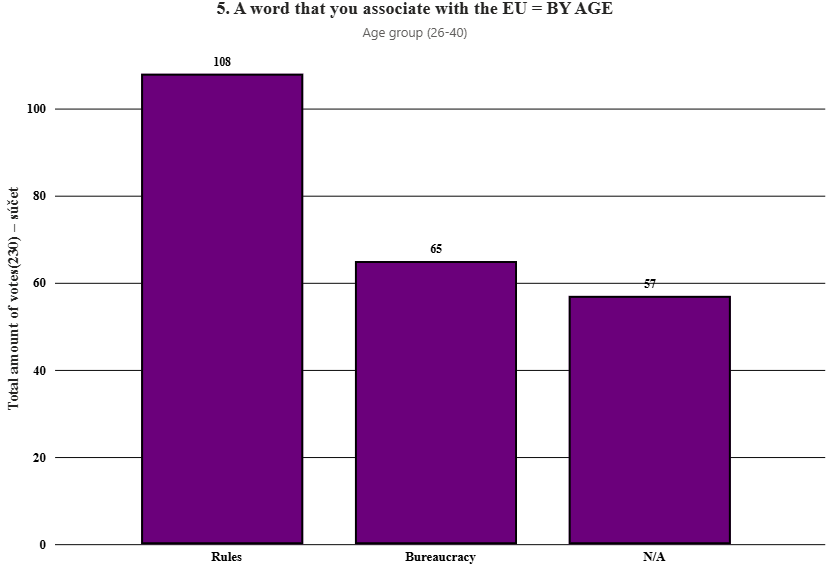 5. A word that you associate with the EU = BY AGE
Age group (26-40)
Total amount of votes(230) – súčet
108
100
80
65
60
57
40
20
0
Rules
Bureaucracy
N/A